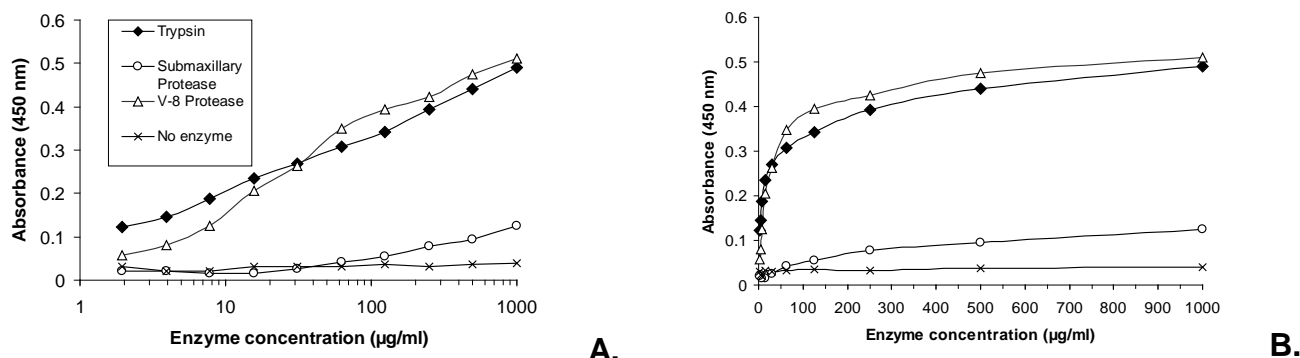 0.6
0.5
0.4
0.3
0.2
0.1
0
Absorbance (450 nm)
Trypsin
Submaxillary
Protease
V-8 Protease
No enzyme
1 10 100 1000
Enzyme concentration (µg/ml)
A.
0.6
0.5
0.4
0.3
0.2
0.1
0
Absorbance (450 nm)
0 100 200 300 400 500 600 700 800 900 1000
Enzyme concentration (µg/ml)
B.